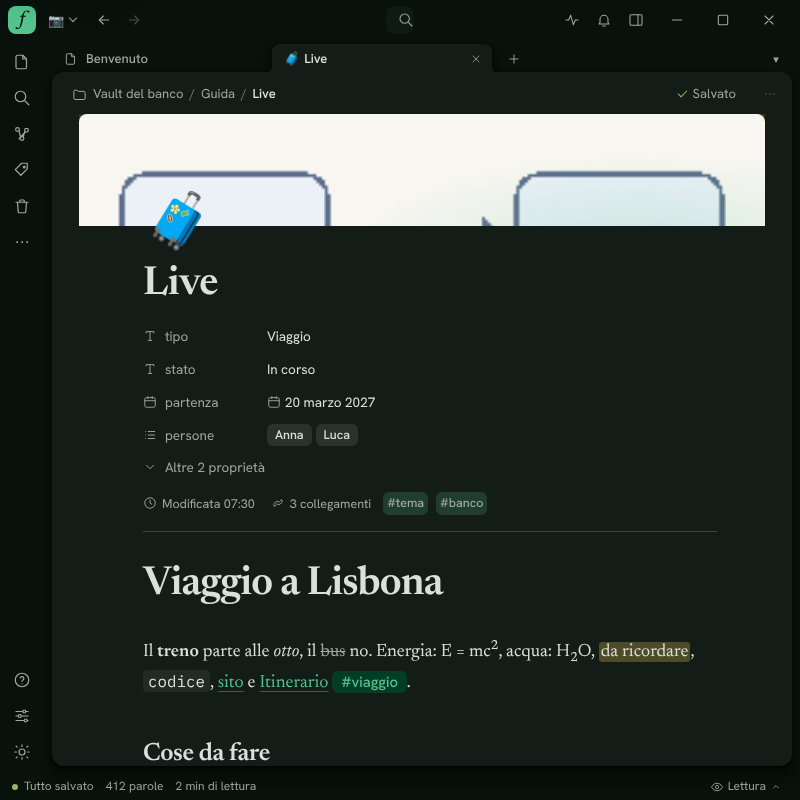 f
Benvenuto
Live
Vault del banco / Guida / Live
Salvato
Live
tipo Viaggio
stato In corso
partenza 20 marzo 2027
persone Anna Luca
Altre 2 proprietà
Modificata 07:30 3 collegamenti #tema #banco
Viaggio a Lisbona
Il treno parte alle otto, il bus no. Energia: E = mc², acqua: H₂O, da ricordare,
codice, sito e Itinerario #viaggio.
Cose da fare
Tutto salvato 412 parole 2 min di lettura
Lettura